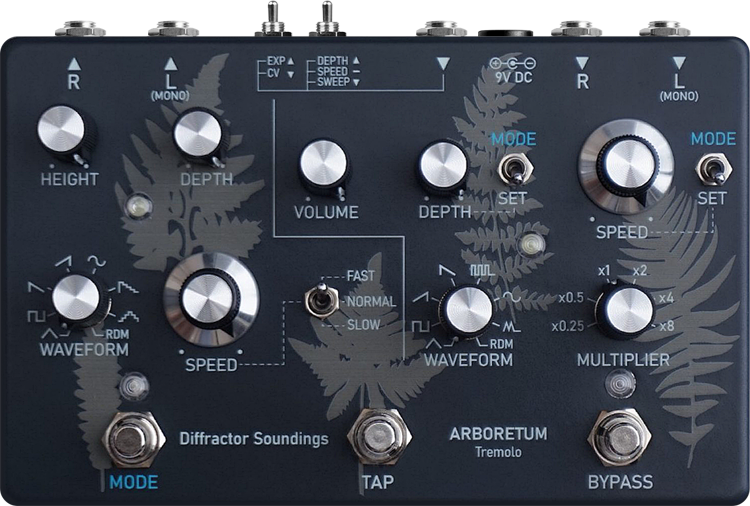 R
L
(MONO)
EXP
CV
DEPTH
SPEED
SWEEP
9V DC
R
L
(MONO)
HEIGHT
DEPTH
VOLUME
DEPTH
MODE
SET
SPEED
MODE
SET
WAVEFORM
RDM
SPEED
FAST
NORMAL
SLOW
WAVEFORM
RDM
x0.25
x0.5
x1
x2
x4
x8
MULTIPLIER
MODE
Diffractor Soundings
TAP
ARBORETUM
Tremolo
BYPASS